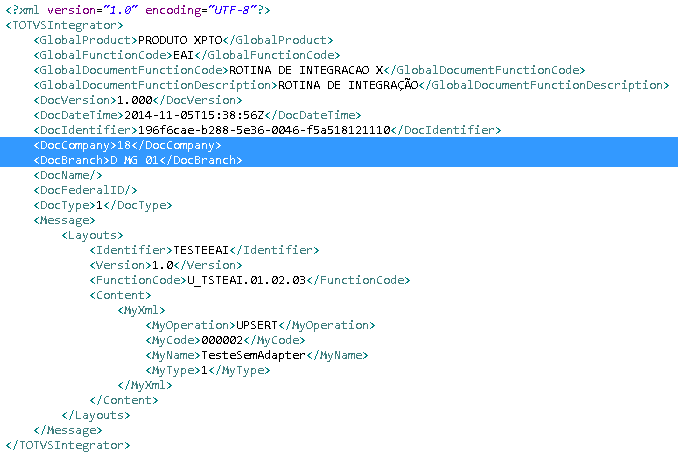 <?xml version="1.0" encoding="UTF-8"?>
<TOTVSIntegrator>
<GlobalProduct>PRODUTO XPTO</GlobalProduct>
<GlobalFunctionCode>EAI</GlobalFunctionCode>
<GlobalDocumentFunctionCode>ROTINA DE INTEGRACAO X</GlobalDocumentFunctionCode>
<GlobalDocumentFunctionDescription>ROTINA DE INTEGRAÇÃO</GlobalDocumentFunctionDescription>
<DocVersion>1.000</DocVersion>
<DocDateTime>2014-11-05T15:38:56Z</DocDateTime>
<DocIdentifier>196f6cae-b288-5e36-0046-f5a518121110</DocIdentifier>
<DocCompany>18</DocCompany>
<DocBranch>D MG 01</DocBranch>
<DocName/>
<DocFederalID/>
<DocType>1</DocType>
<Message>
<Layouts>
<Identifier>TESTEEAI</Identifier>
<Version>1.0</Version>
<FunctionCode>U_TSTEAI.01.02.03</FunctionCode>
<Content>
<MyXml>
<MyOperation>UPSERT</MyOperation>
<MyCode>000002</MyCode>
<MyName>TesteSemAdapter</MyName>
<MyType>1</MyType>
</MyXml>
</Content>
</Layouts>
</Message>
</TOTVSIntegrator>